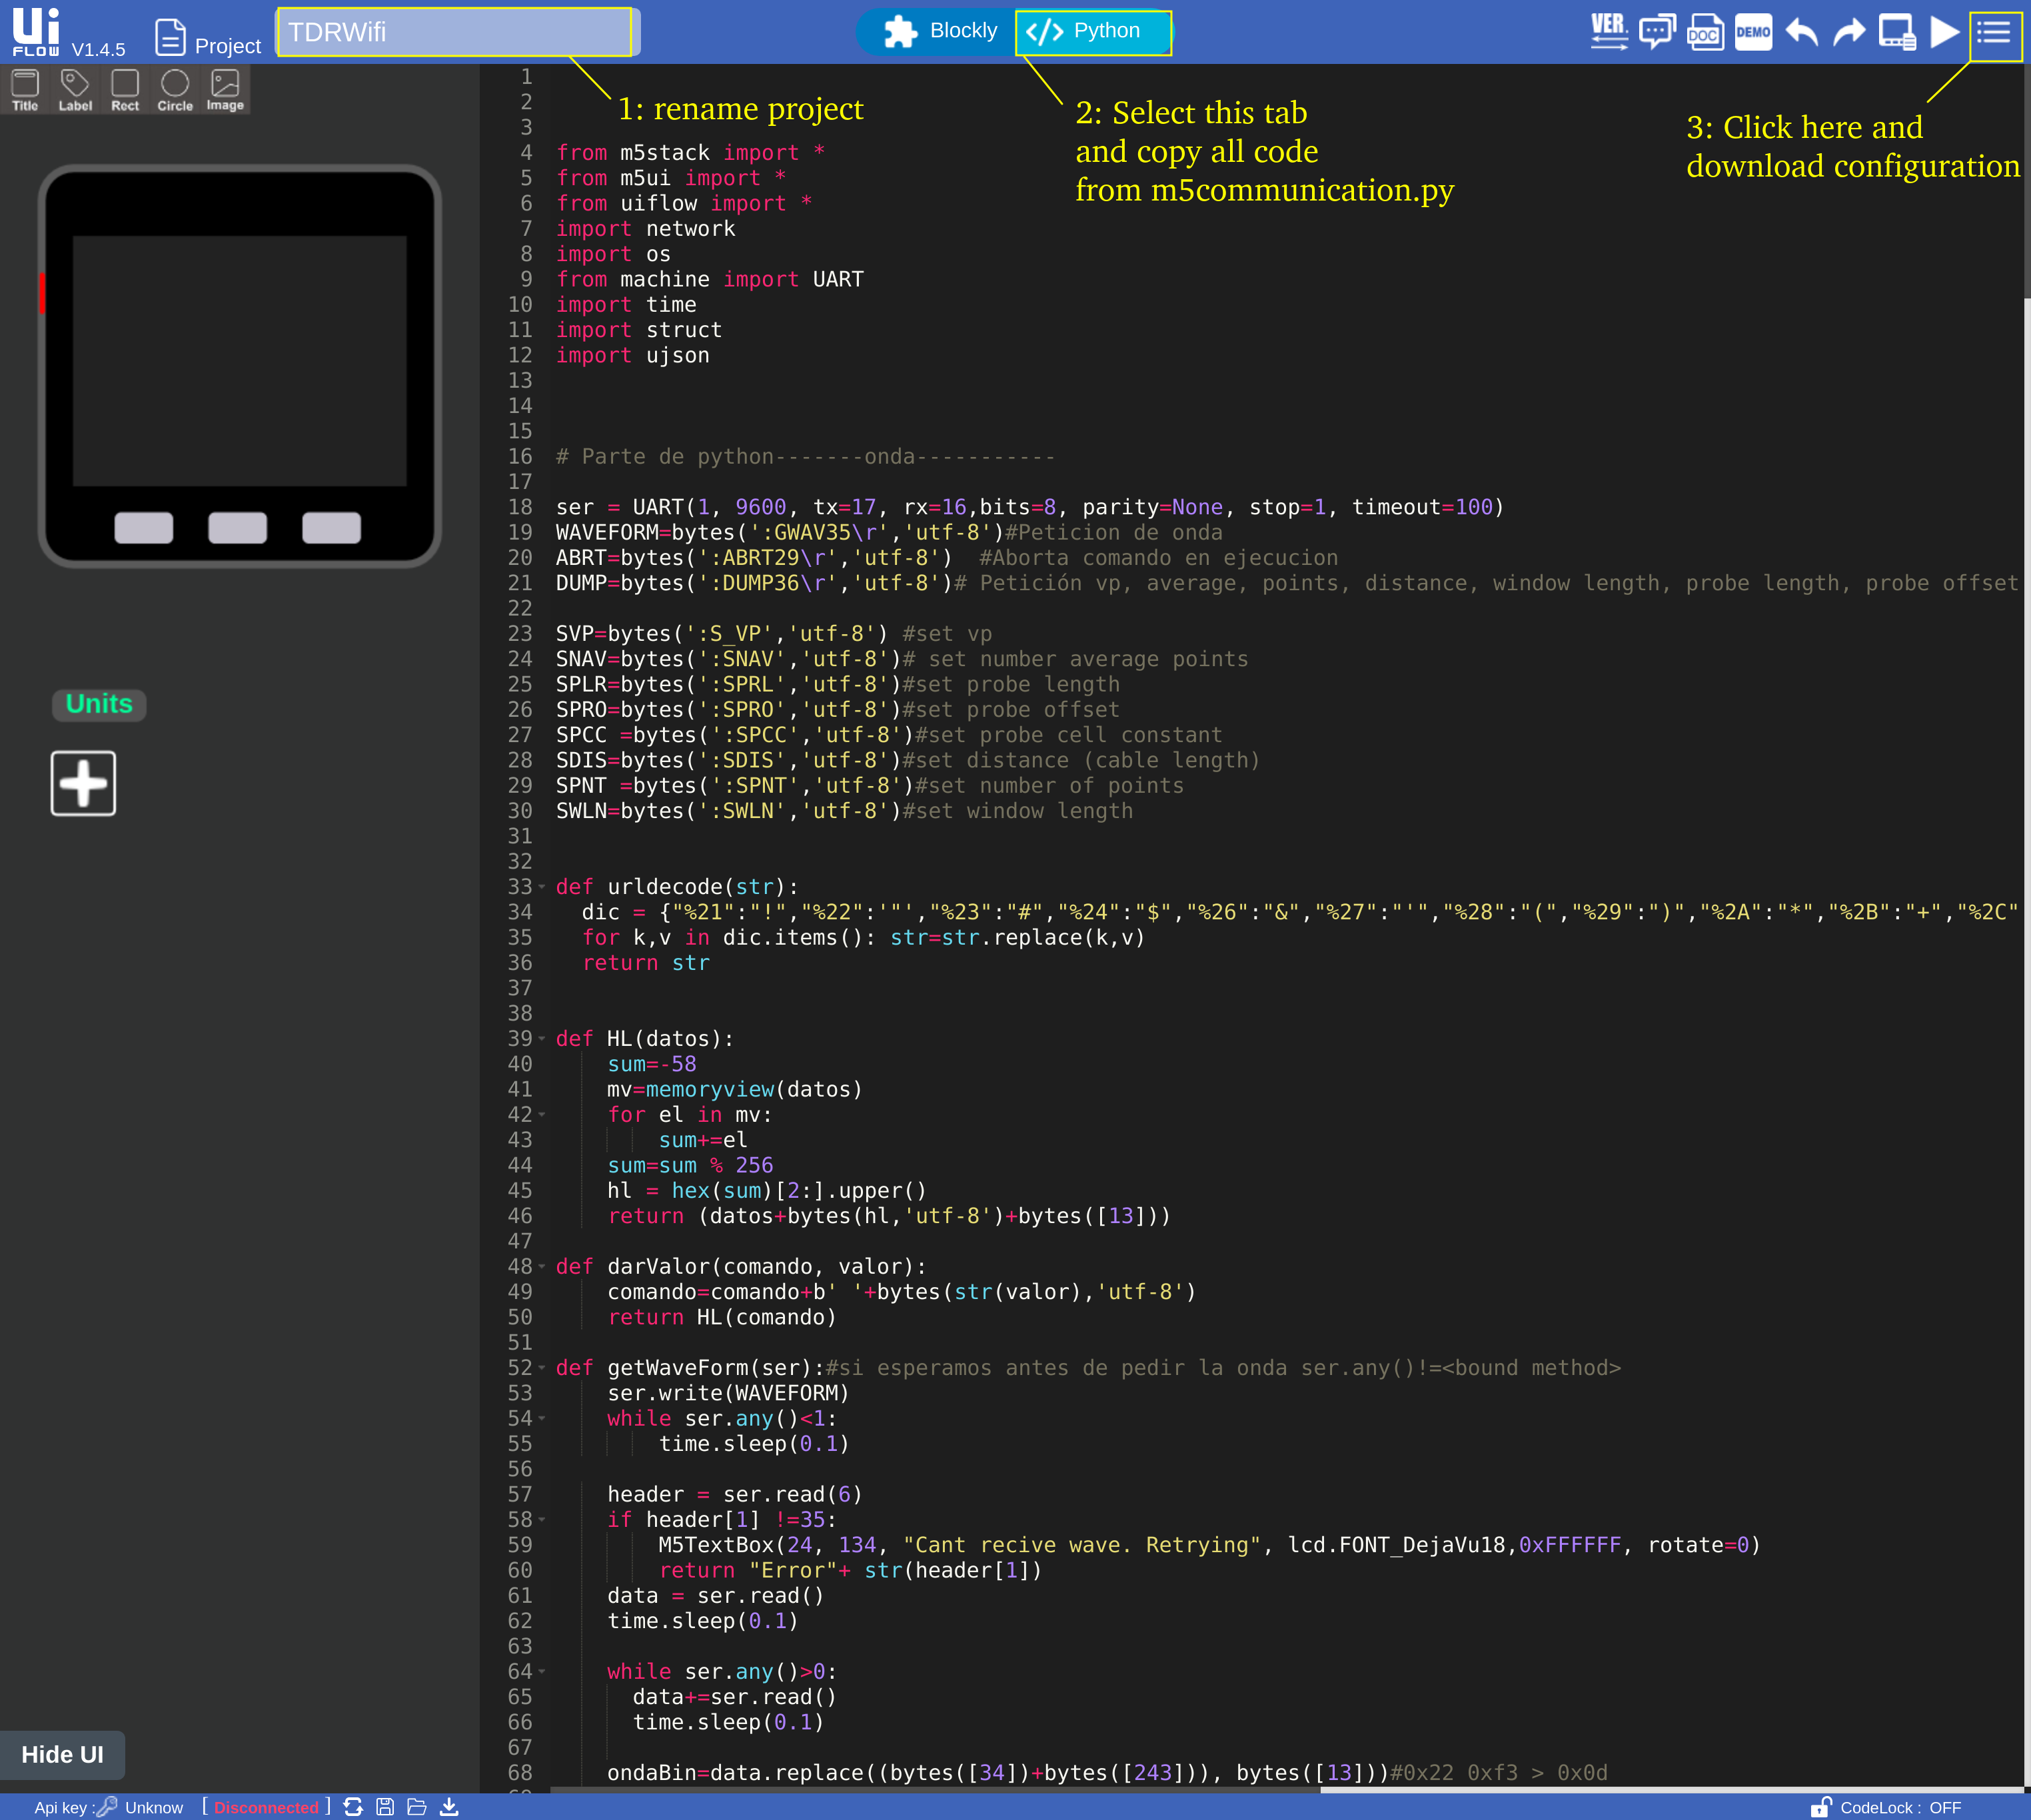 Ui FLOW V1.4.5 Project TDRWifi Blockly </> Python VER. DOC DEMO
Title Label Rect Circle Image
1: rename project
2: Select this tab
and copy all code
from m5communication.py
3: Click here and
download configuration
Units
1
2
3
4 from m5stack import *
5 from m5ui import *
6 from uiflow import *
7 import network
8 import os
9 from machine import UART
10 import time
11 import struct
12 import ujson
13
14
15
16 # Parte de python-------onda-----------
17
18 ser = UART(1, 9600, tx=17, rx=16,bits=8, parity=None, stop=1, timeout=100)
19 WAVEFORM=bytes(':GWAV35\r','utf-8')#Peticion de onda
20 ABRT=bytes(':ABRT29\r','utf-8')  #Aborta comando en ejecucion
21 DUMP=bytes(':DUMP36\r','utf-8')# Petición vp, average, points, distance, window length, probe length, probe offset
22
23 SVP=bytes(':S_VP','utf-8') #set vp
24 SNAV=bytes(':SNAV','utf-8')# set number average points
25 SPLR=bytes(':SPRL','utf-8')#set probe length
26 SPRO=bytes(':SPRO','utf-8')#set probe offset
27 SPCC =bytes(':SPCC','utf-8')#set probe cell constant
28 SDIS=bytes(':SDIS','utf-8')#set distance (cable length)
29 SPNT =bytes(':SPNT','utf-8')#set number of points
30 SWLN=bytes(':SWLN','utf-8')#set window length
31
32
33 def urldecode(str):
34   dic = {"%21":"!","%22":'"',"%23":"#","%24":"$","%26":"&","%27":"'","%28":"(","%29":")","%2A":"*","%2B":"+","%2C"
35   for k,v in dic.items(): str=str.replace(k,v)
36   return str
37
38
39 def HL(datos):
40     sum=-58
41     mv=memoryview(datos)
42     for el in mv:
43         sum+=el
44     sum=sum % 256
45     hl = hex(sum)[2:].upper()
46     return (datos+bytes(hl,'utf-8')+bytes([13]))
47
48 def darValor(comando, valor):
49     comando=comando+b' '+bytes(str(valor),'utf-8')
50     return HL(comando)
51
52 def getWaveForm(ser):#si esperamos antes de pedir la onda ser.any()!=<bound method>
53     ser.write(WAVEFORM)
54     while ser.any()<1:
55         time.sleep(0.1)
56
57     header = ser.read(6)
58     if header[1] !=35:
59         M5TextBox(24, 134, "Cant recive wave. Retrying", lcd.FONT_DejaVu18,0xFFFFFF, rotate=0)
60         return "Error"+ str(header[1])
61     data = ser.read()
62     time.sleep(0.1)
63
64     while ser.any()>0:
65       data+=ser.read()
66       time.sleep(0.1)
67
68     ondaBin=data.replace((bytes([34])+bytes([243])), bytes([13]))#0x22 0xf3 > 0x0d
Hide UI
Api key : Unknow [ Disconnected ] CodeLock : OFF